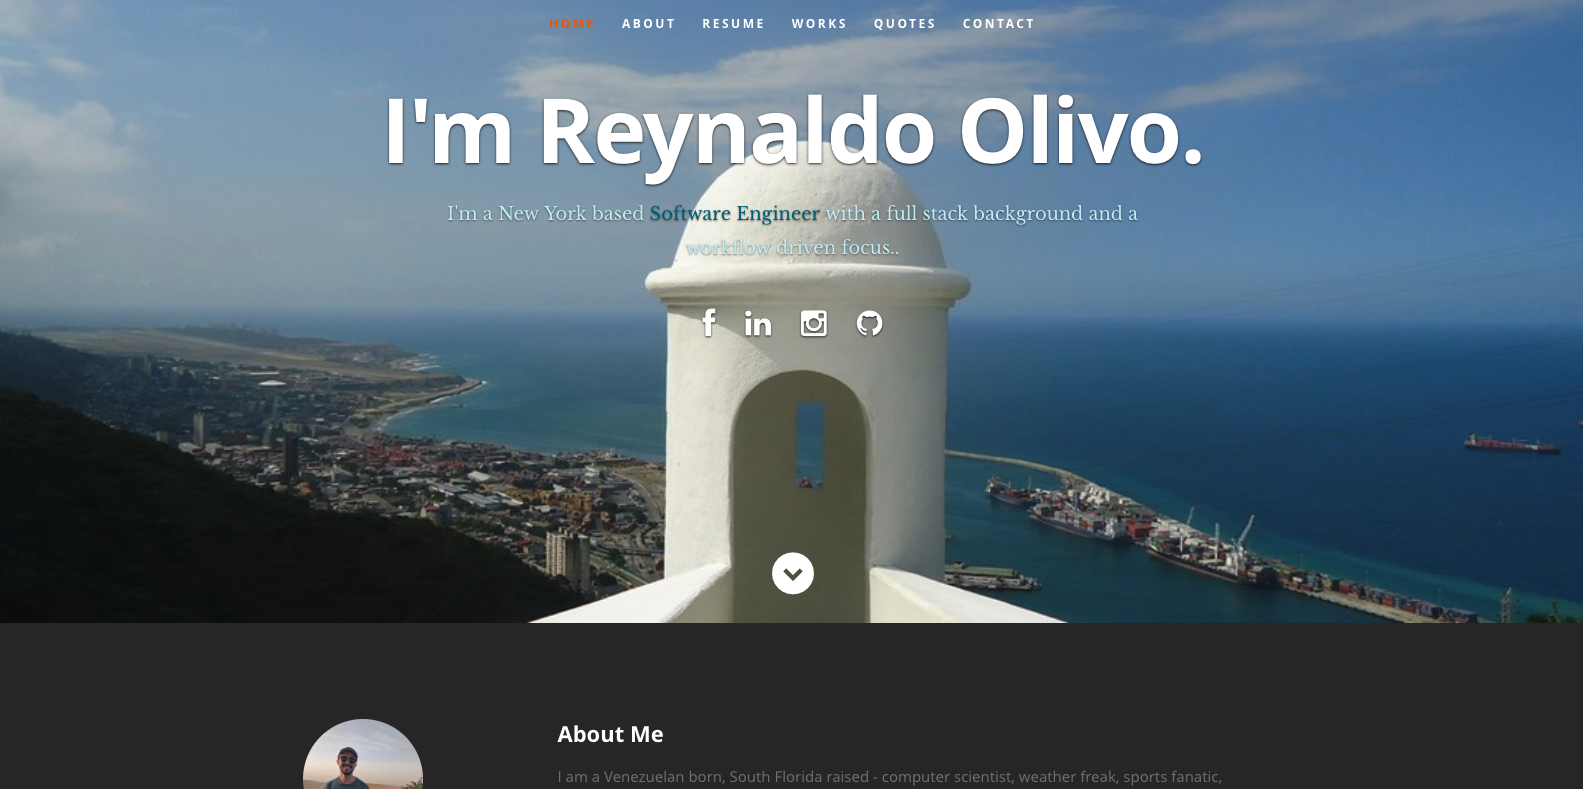 HOME ABOUT RESUME WORKS QUOTES CONTACT
I'm Reynaldo Olivo.
I'm a New York based Software Engineer with a full stack background and a
workflow driven focus..
About Me
I am a Venezuelan born, South Florida raised - computer scientist, weather freak, sports fanatic,